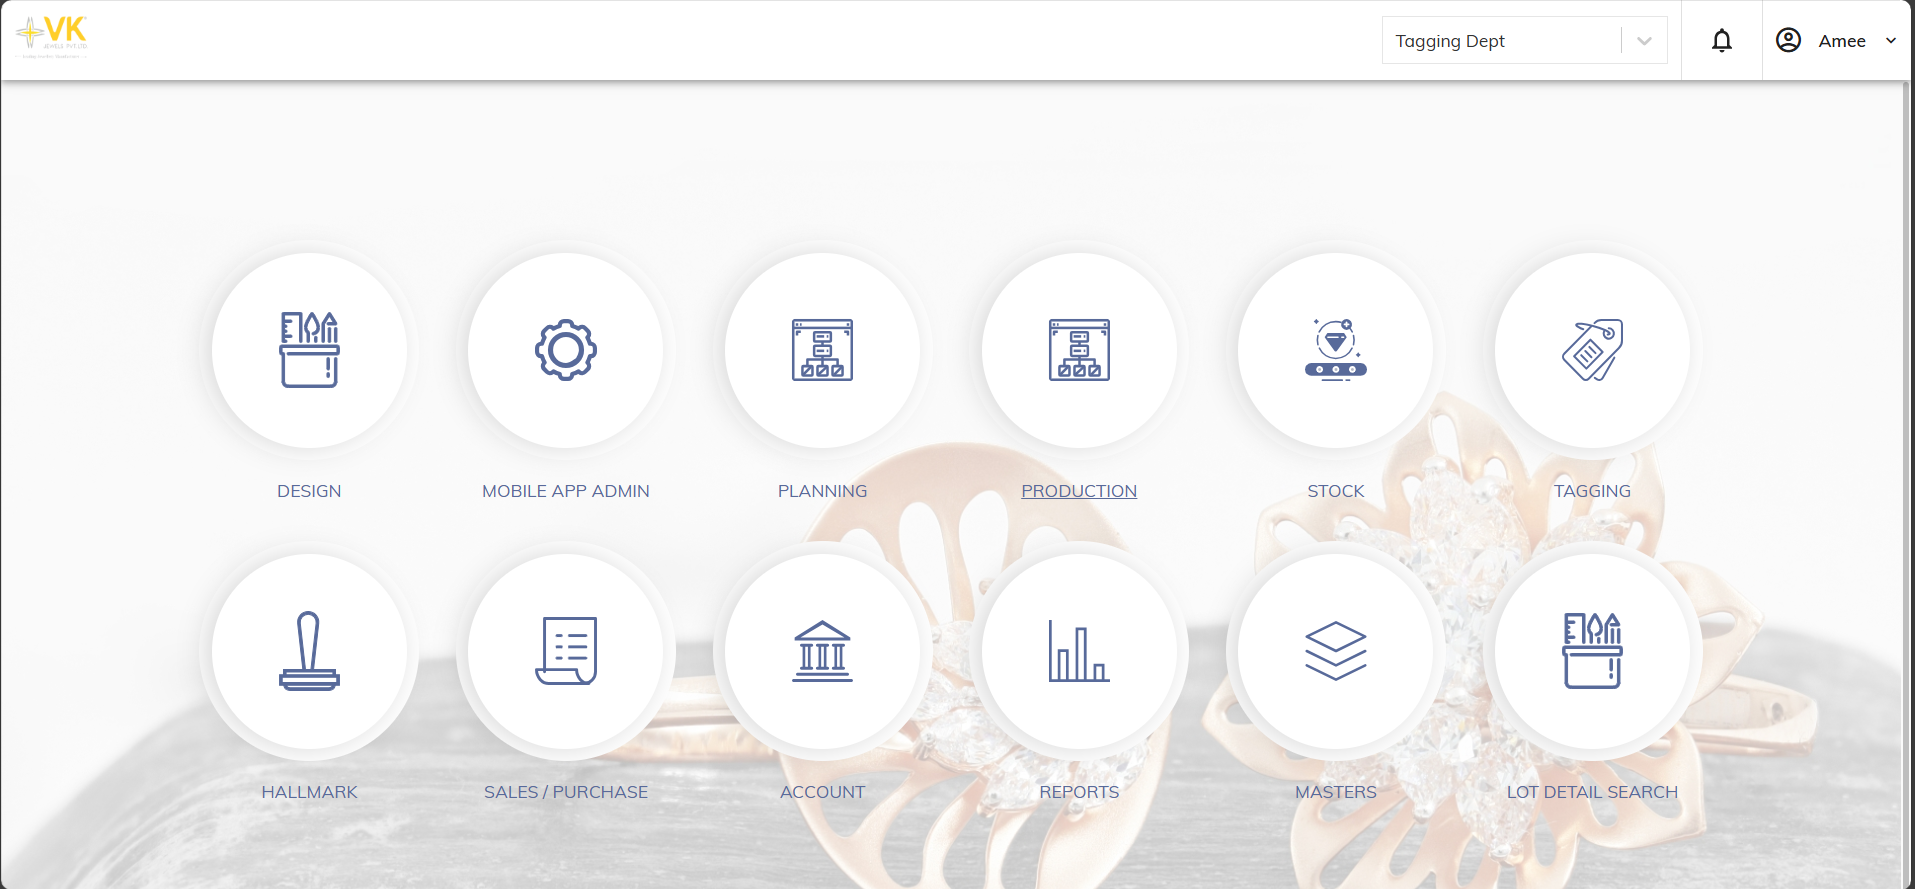 VK
JEWELS PVT.LTD.
Tagging Dept
Amee
DESIGN
MOBILE APP ADMIN
PLANNING
PRODUCTION
STOCK
TAGGING
HALLMARK
SALES / PURCHASE
ACCOUNT
REPORTS
MASTERS
LOT DETAIL SEARCH